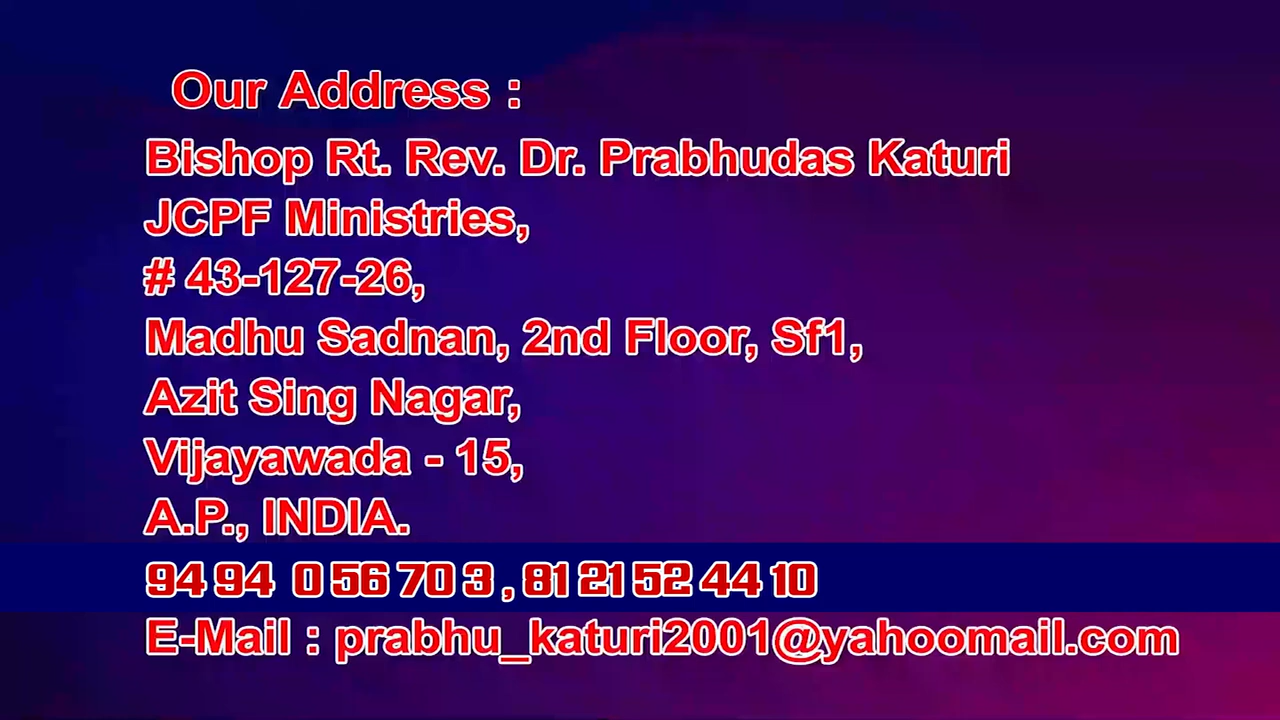 Our Address :
Bishop Rt. Rev. Dr. Prabhudas Katuri
JCPF Ministries,
# 43-127-26,
Madhu Sadnan, 2nd Floor, Sf1,
Azit Sing Nagar,
Vijayawada - 15,
A.P., INDIA.
94 94 0 56 70 3 , 81 21 52 44 10
E-Mail : prabhu_katuri2001@yahoomail.com